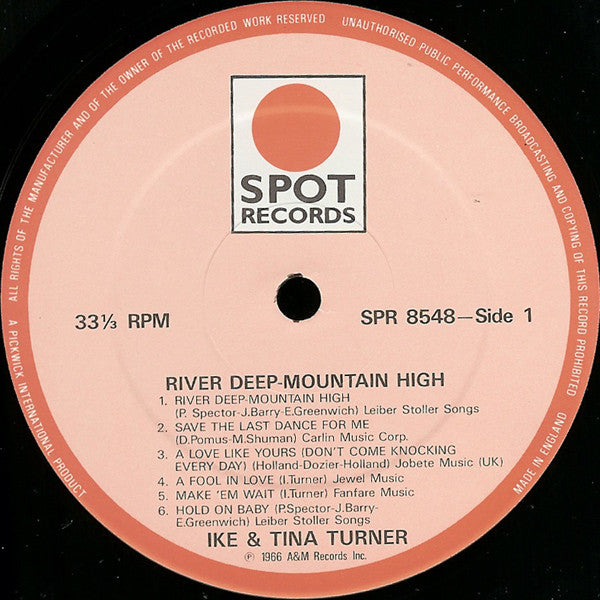 ALL RIGHTS OF THE MANUFACTURER AND OF THE OWNER OF THE RECORDED WORK RESERVED
UNAUTHORISED PUBLIC PERFORMANCE BROADCASTING AND COPYING OF THIS RECORD PROHIBITED
SPOT
RECORDS
33⅓ RPM
SPR 8548—Side 1
RIVER DEEP-MOUNTAIN HIGH
1. RIVER DEEP-MOUNTAIN HIGH
(P. Spector-J.Barry-E.Greenwich) Leiber Stoller Songs
2. SAVE THE LAST DANCE FOR ME
(D.Pomus-M.Shuman) Carlin Music Corp.
3. A LOVE LIKE YOURS (DON'T COME KNOCKING
EVERY DAY) (Holland-Dozier-Holland) Jobete Music (UK)
4. A FOOL IN LOVE (I.Turner) Jewel Music
5. MAKE 'EM WAIT (I.Turner) Fanfare Music
6. HOLD ON BABY (P.Spector-J.Barry-
E.Greenwich) Leiber Stoller Songs
IKE & TINA TURNER
℗ 1966 A&M Records Inc.
A PICKWICK INTERNATIONAL PRODUCT
MADE IN ENGLAND